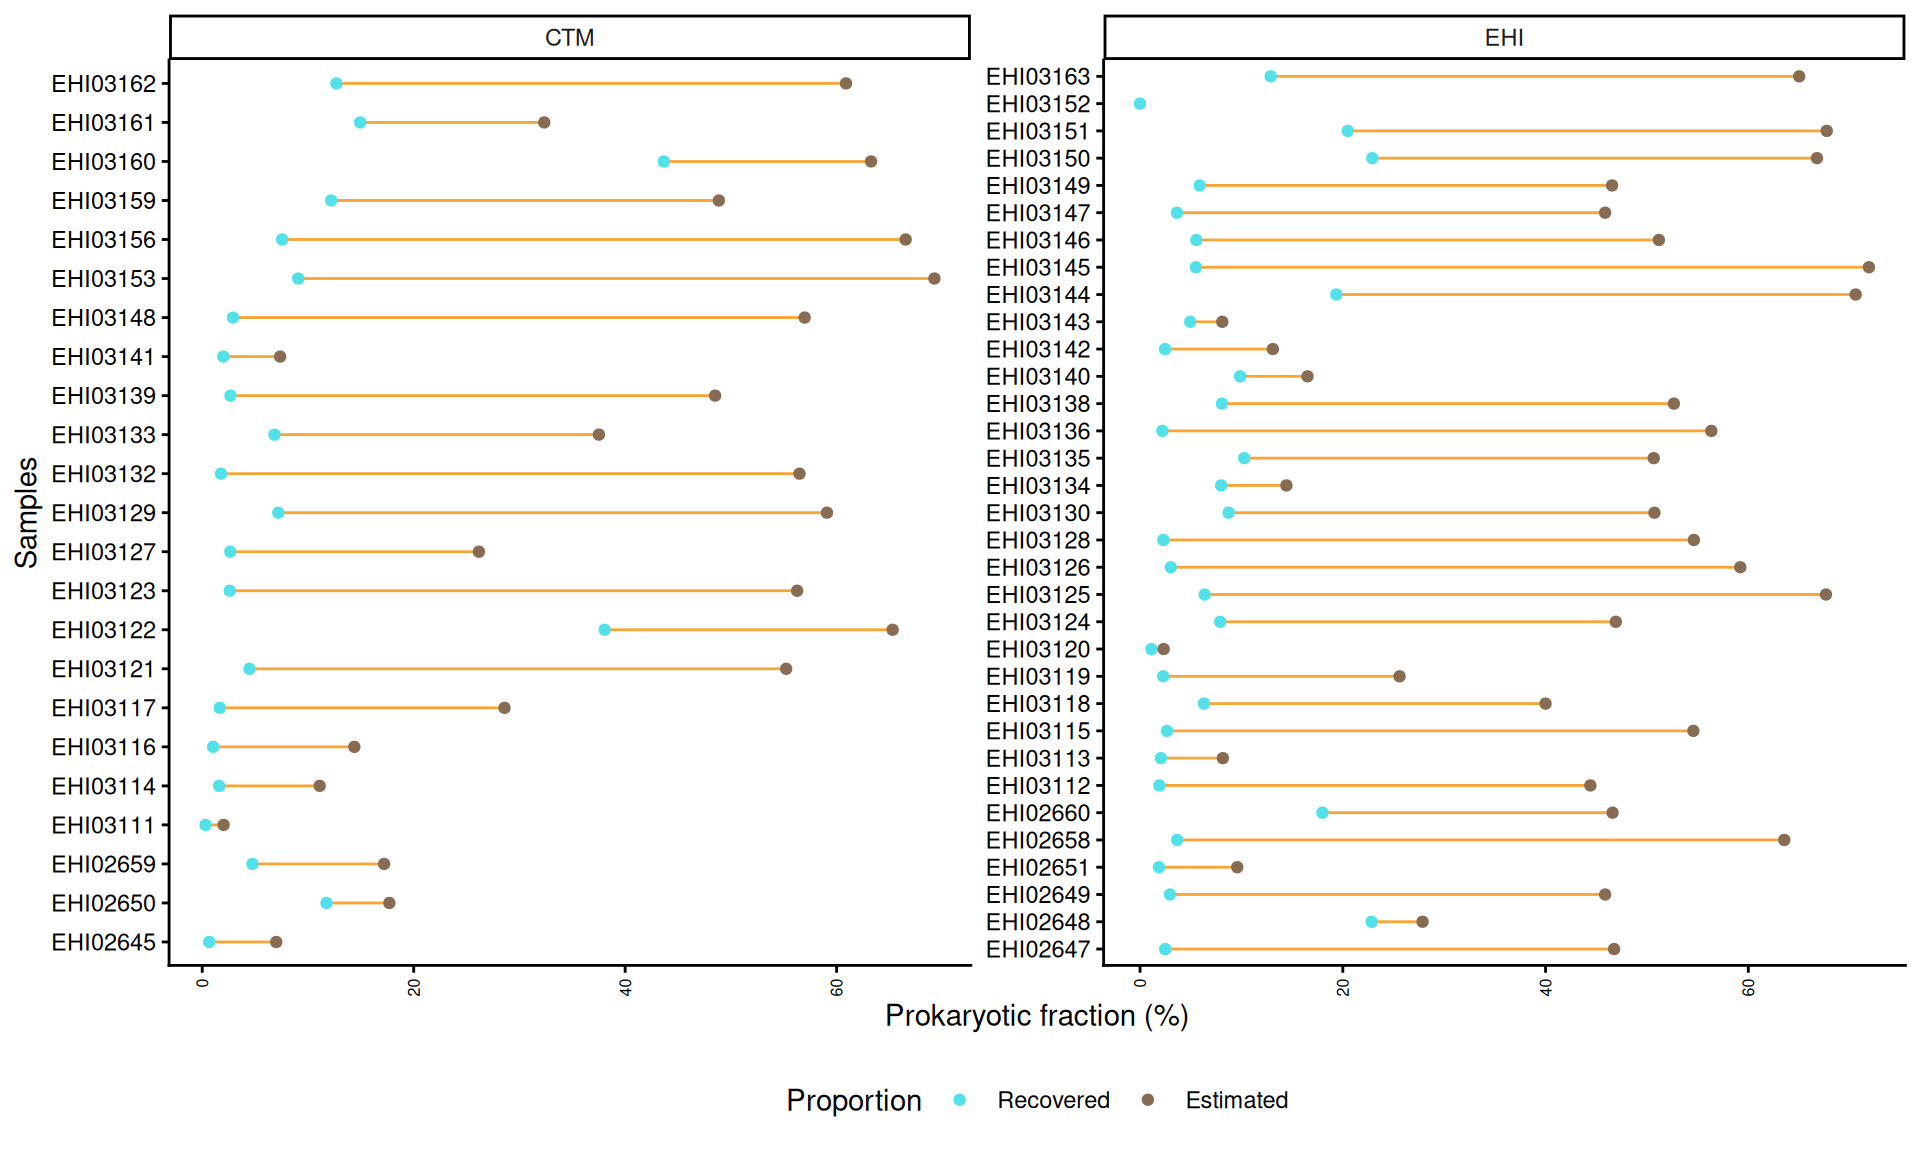 CTM
EHI03162
EHI03161
EHI03160
EHI03159
EHI03156
EHI03153
EHI03148
EHI03141
EHI03139
EHI03133
EHI03132
EHI03129
EHI03127
EHI03123
EHI03122
EHI03121
EHI03117
EHI03116
EHI03114
EHI03111
EHI02659
EHI02650
EHI02645
0 20 40 60
EHI
EHI03163
EHI03152
EHI03151
EHI03150
EHI03149
EHI03147
EHI03146
EHI03145
EHI03144
EHI03143
EHI03142
EHI03140
EHI03138
EHI03136
EHI03135
EHI03134
EHI03130
EHI03128
EHI03126
EHI03125
EHI03124
EHI03120
EHI03119
EHI03118
EHI03115
EHI03113
EHI03112
EHI02660
EHI02658
EHI02651
EHI02649
EHI02648
EHI02647
0 20 40 60
Samples
Prokaryotic fraction (%)
Proportion Recovered Estimated